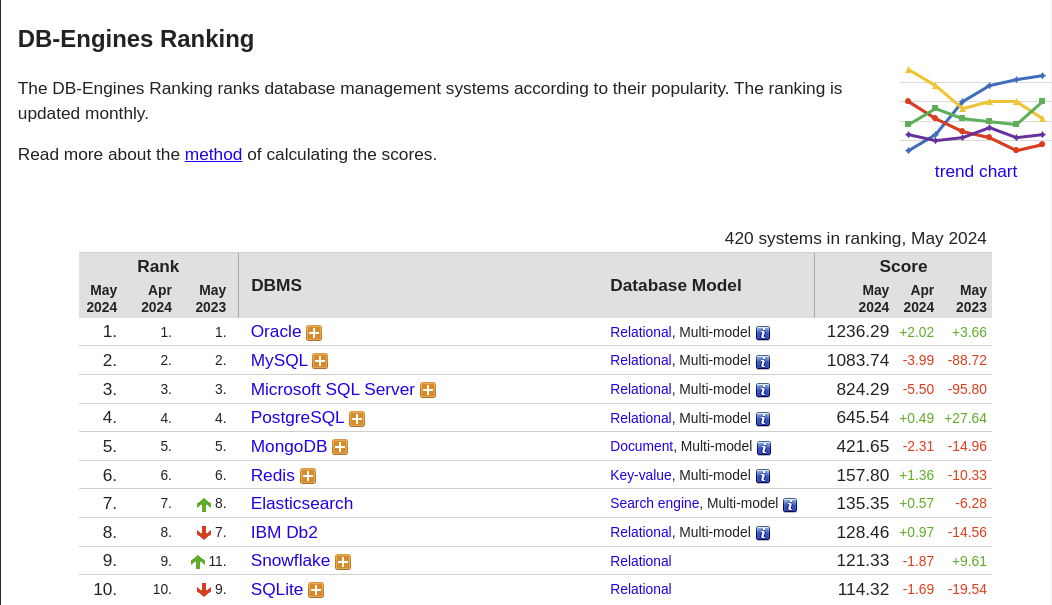 DB-Engines Ranking
The DB-Engines Ranking ranks database management systems according to their popularity. The ranking is
updated monthly.
Read more about the method of calculating the scores.
trend chart
420 systems in ranking, May 2024
Rank DBMS Database Model Score
May 2024 Apr 2024 May 2023 May 2024 Apr 2024 May 2023
1. 1. 1. Oracle Relational, Multi-model i 1236.29 +2.02 +3.66
2. 2. 2. MySQL Relational, Multi-model i 1083.74 -3.99 -88.72
3. 3. 3. Microsoft SQL Server Relational, Multi-model i 824.29 -5.50 -95.80
4. 4. 4. PostgreSQL Relational, Multi-model i 645.54 +0.49 +27.64
5. 5. 5. MongoDB Document, Multi-model i 421.65 -2.31 -14.96
6. 6. 6. Redis Key-value, Multi-model i 157.80 +1.36 -10.33
7. 7. 8. Elasticsearch Search engine, Multi-model i 135.35 +0.57 -6.28
8. 8. 7. IBM Db2 Relational, Multi-model i 128.46 +0.97 -14.56
9. 9. 11. Snowflake Relational 121.33 -1.87 +9.61
10. 10. 9. SQLite Relational 114.32 -1.69 -19.54